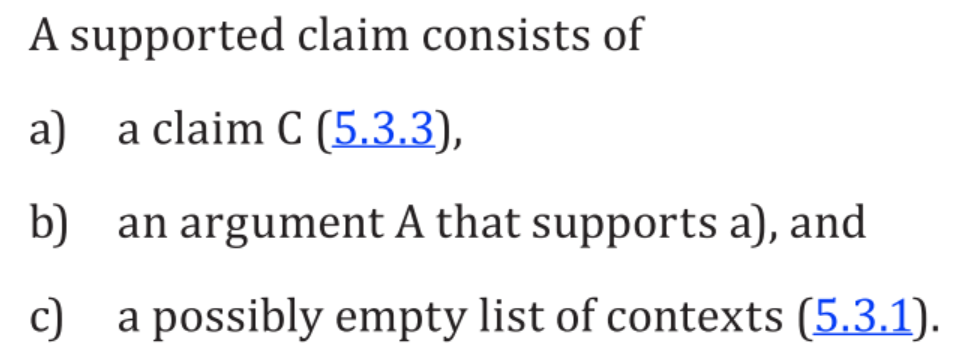 A supported claim consists of
a) a claim C (5.3.3),
b) an argument A that supports a), and
c) a possibly empty list of contexts (5.3.1).